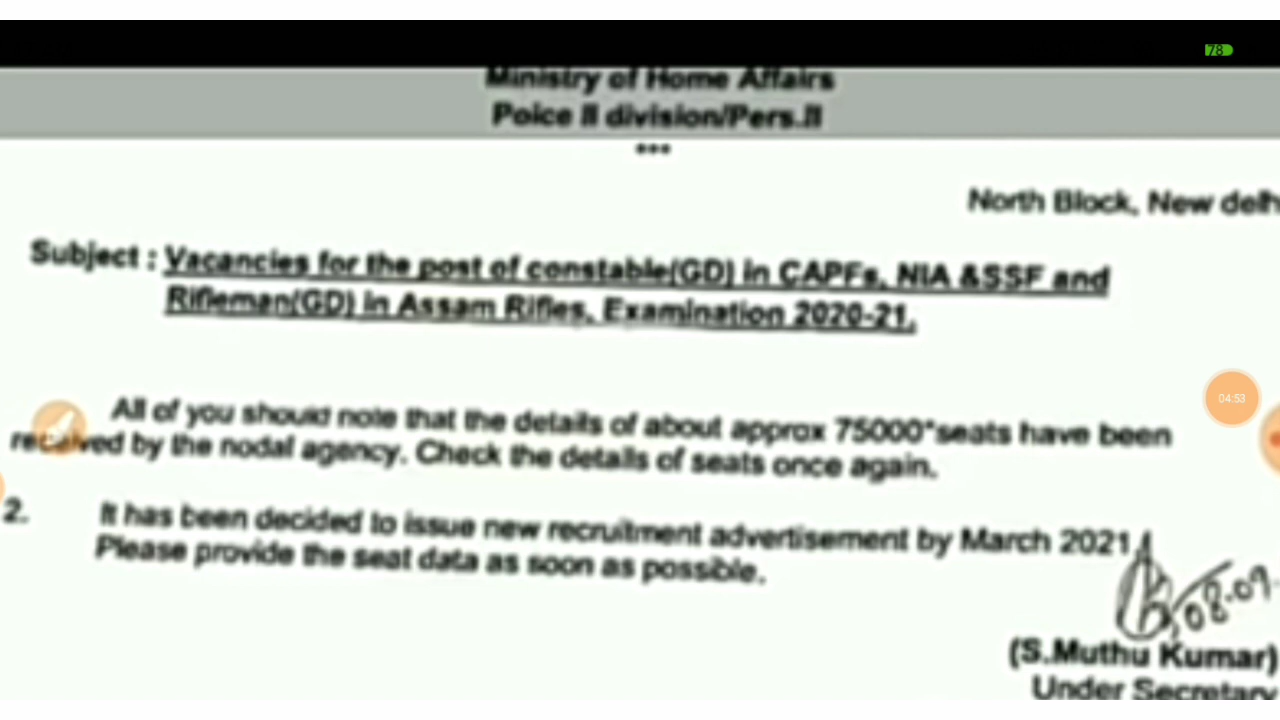 78
Ministry of Home Affairs
Poice II division/Pers.II
***
North Block, New delh
Subject : Vacancies for the post of constable(GD) in CAPFs, NIA &SSF and
Rifleman(GD) in Assam Rifles, Examination 2020-21.
All of you should note that the details of about approx 75000*seats have been
received by the nodal agency. Check the details of seats once again.
04:53
2. It has been decided to issue new recruitment advertisement by March 2021
Please provide the seat data as soon as possible.
08-09-
(S.Muthu Kumar)
Under Secretary